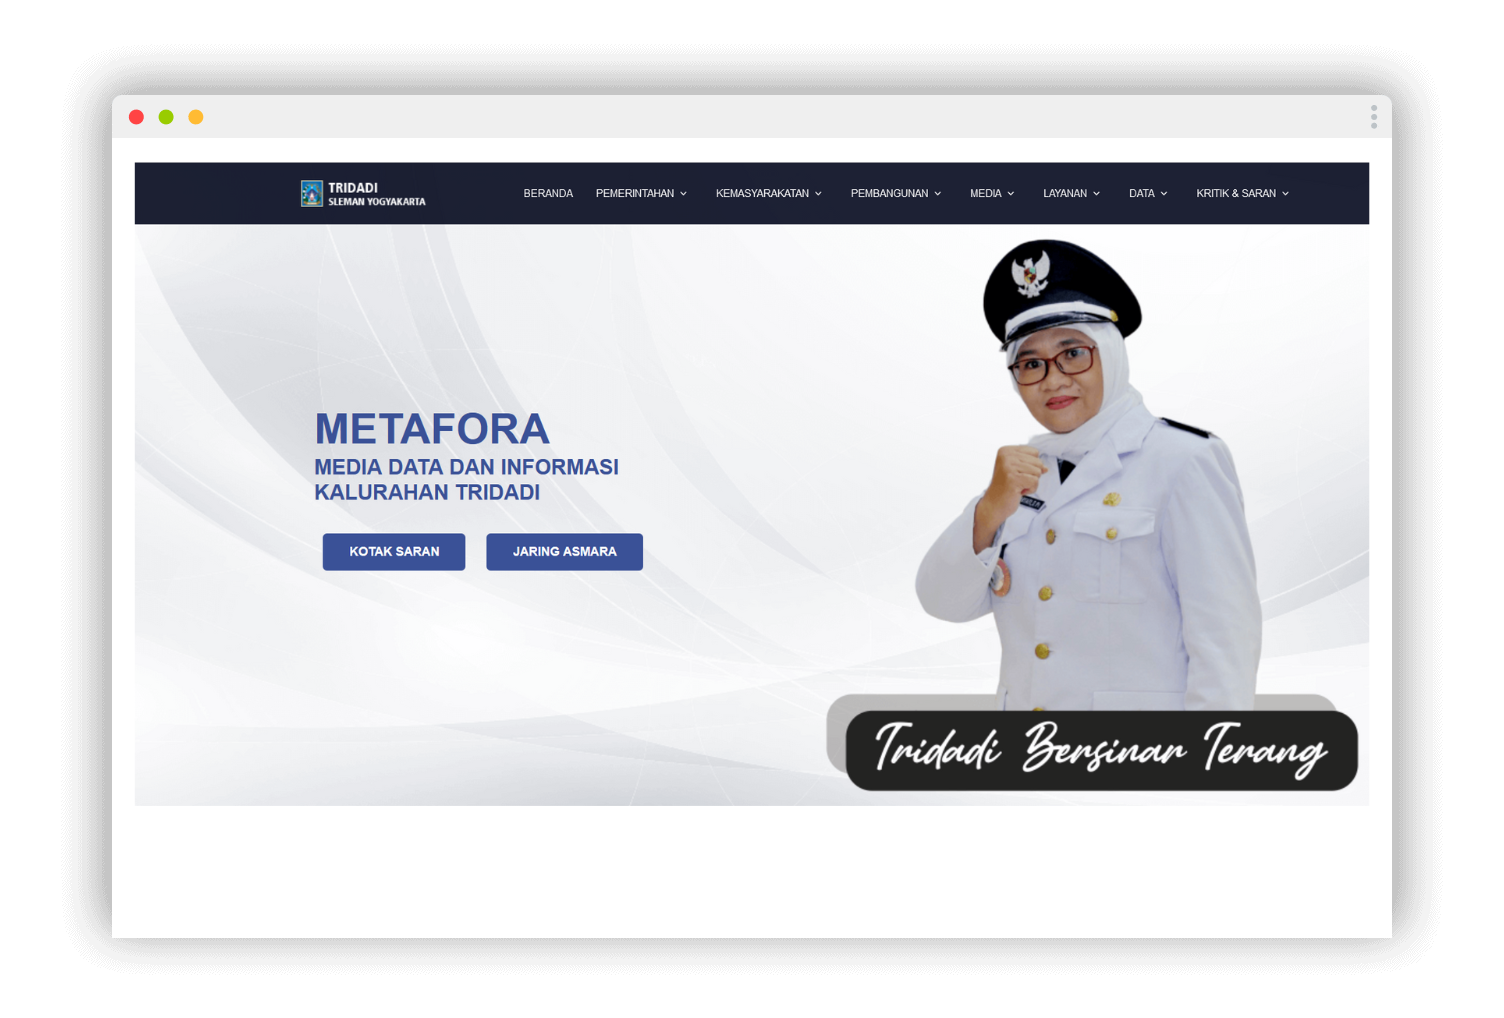 TRIDADI
SLEMAN YOGYAKARTA
BERANDA PEMERINTAHAN KEMASYARAKATAN PEMBANGUNAN MEDIA LAYANAN DATA KRITIK & SARAN
METAFORA
MEDIA DATA DAN INFORMASI
KALURAHAN TRIDADI
KOTAK SARAN JARING ASMARA
Tridadi Bersinar Terang